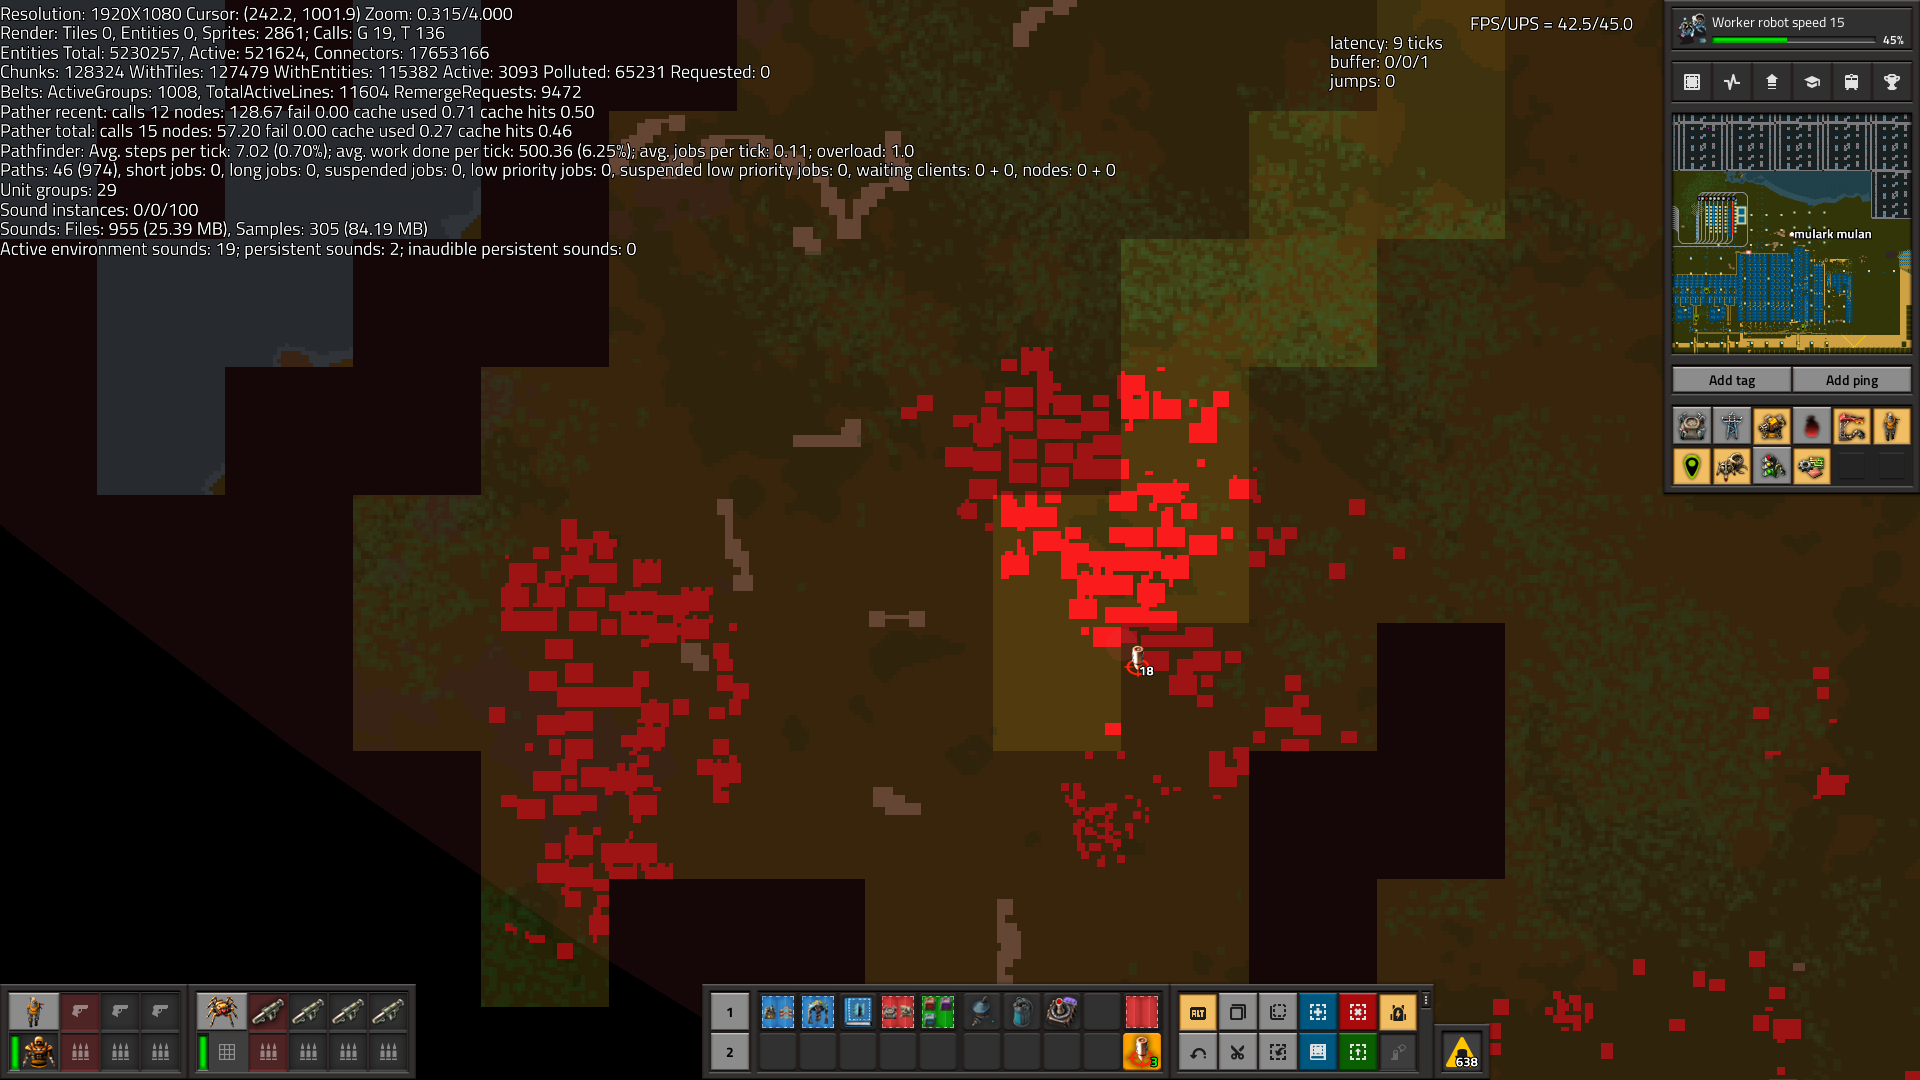 Resolution: 1920X1080 Cursor: (242.2, 1001.9) Zoom: 0.315/4.000
Render: Tiles 0, Entities 0, Sprites: 2861; Calls: G 19, T 136
Entities Total: 5230257, Active: 521624, Connectors: 17653166
Chunks: 128324 WithTiles: 127479 WithEntities: 115382 Active: 3093 Polluted: 65231 Requested: 0
Belts: ActiveGroups: 1008, TotalActiveLines: 11604 RemergeRequests: 9472
Pather recent: calls 12 nodes: 128.67 fail 0.00 cache used 0.71 cache hits 0.50
Pather total: calls 15 nodes: 57.20 fail 0.00 cache used 0.27 cache hits 0.46
Pathfinder: Avg. steps per tick: 7.02 (0.70%); avg. work done per tick: 500.36 (6.25%); avg. jobs per tick: 0.11; overload: 1.0
Paths: 46 (974), short jobs: 0, long jobs: 0, suspended jobs: 0, low priority jobs: 0, suspended low priority jobs: 0, waiting clients: 0 + 0, nodes: 0 + 0
Unit groups: 29
Sound instances: 0/0/100
Sounds: Files: 955 (25.39 MB), Samples: 305 (84.19 MB)
Active environment sounds: 19; persistent sounds: 2; inaudible persistent sounds: 0
FPS/UPS = 42.5/45.0
latency: 9 ticks
buffer: 0/0/1
jumps: 0
Worker robot speed 15
45%
mulark mulan
Add tag Add ping
18
1
2
3
ALT
638